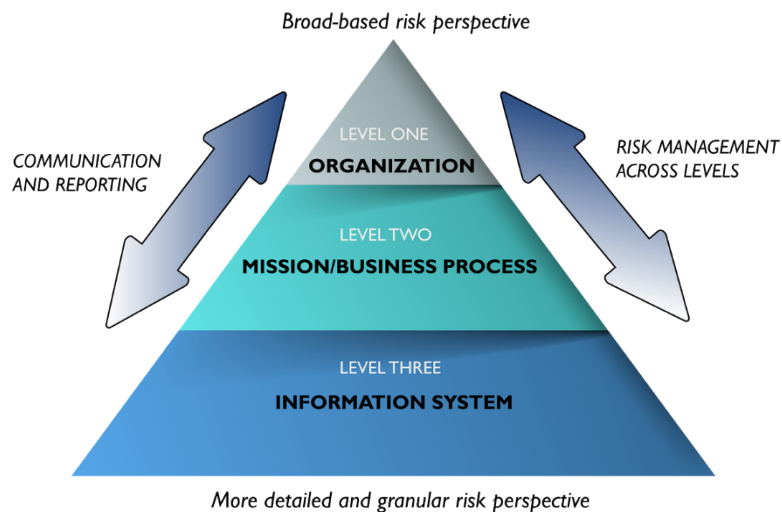 Broad-based risk perspective
COMMUNICATION
AND REPORTING
RISK MANAGEMENT
ACROSS LEVELS
LEVEL ONE
ORGANIZATION
LEVEL TWO
MISSION/BUSINESS PROCESS
LEVEL THREE
INFORMATION SYSTEM
More detailed and granular risk perspective